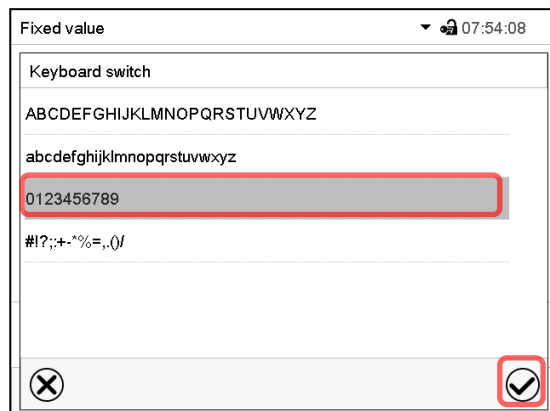 Fixed value 07:54:08
Keyboard switch
ABCDEFGHIJKLMNOPQRSTUVWXYZ
abcdefghijklmnopqrstuvwxyz
0123456789
#!?;:+-*%=,.()/